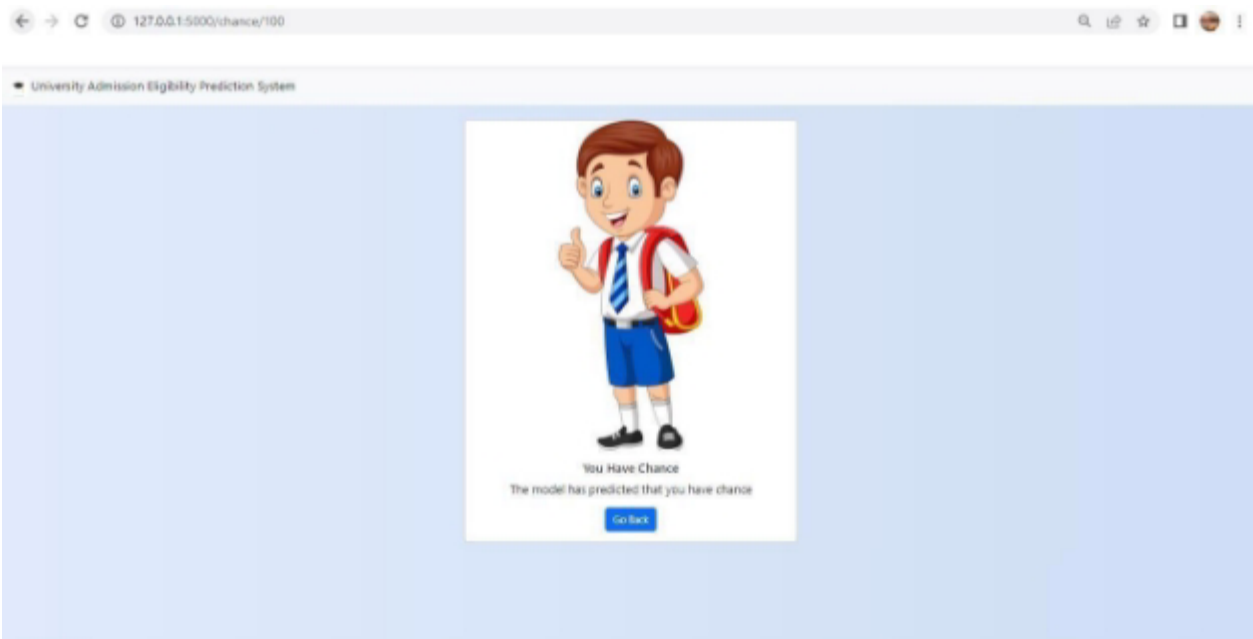 127.0.0.1:5000/chance/100
University Admission Eligibility Prediction System
You Have Chance
The model has predicted that you have chance
Go Back